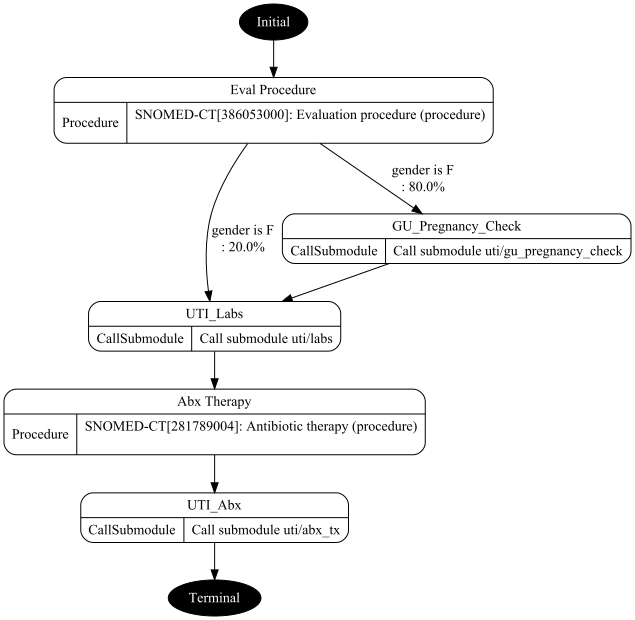 Initial
Eval Procedure
Procedure
SNOMED-CT[386053000]: Evaluation procedure (procedure)
gender is F
: 80.0%
gender is F
: 20.0%
GU_Pregnancy_Check
CallSubmodule
Call submodule uti/gu_pregnancy_check
UTI_Labs
CallSubmodule
Call submodule uti/labs
Abx Therapy
Procedure
SNOMED-CT[281789004]: Antibiotic therapy (procedure)
UTI_Abx
CallSubmodule
Call submodule uti/abx_tx
Terminal